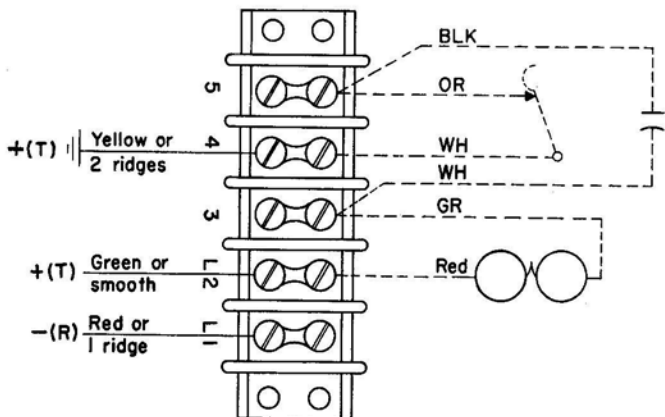 BLK
5
OR
+(T)
Yellow or
2 ridges
4
WH
WH
3
GR
+(T)
Green or
smooth
L2
Red
-(R)
Red or
1 ridge
L1